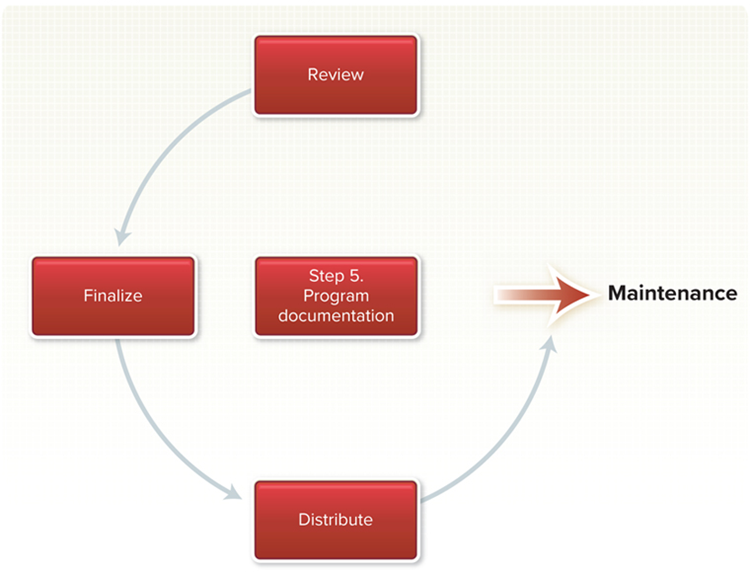 Review
Finalize
Step 5.
Program
documentation
Maintenance
Distribute